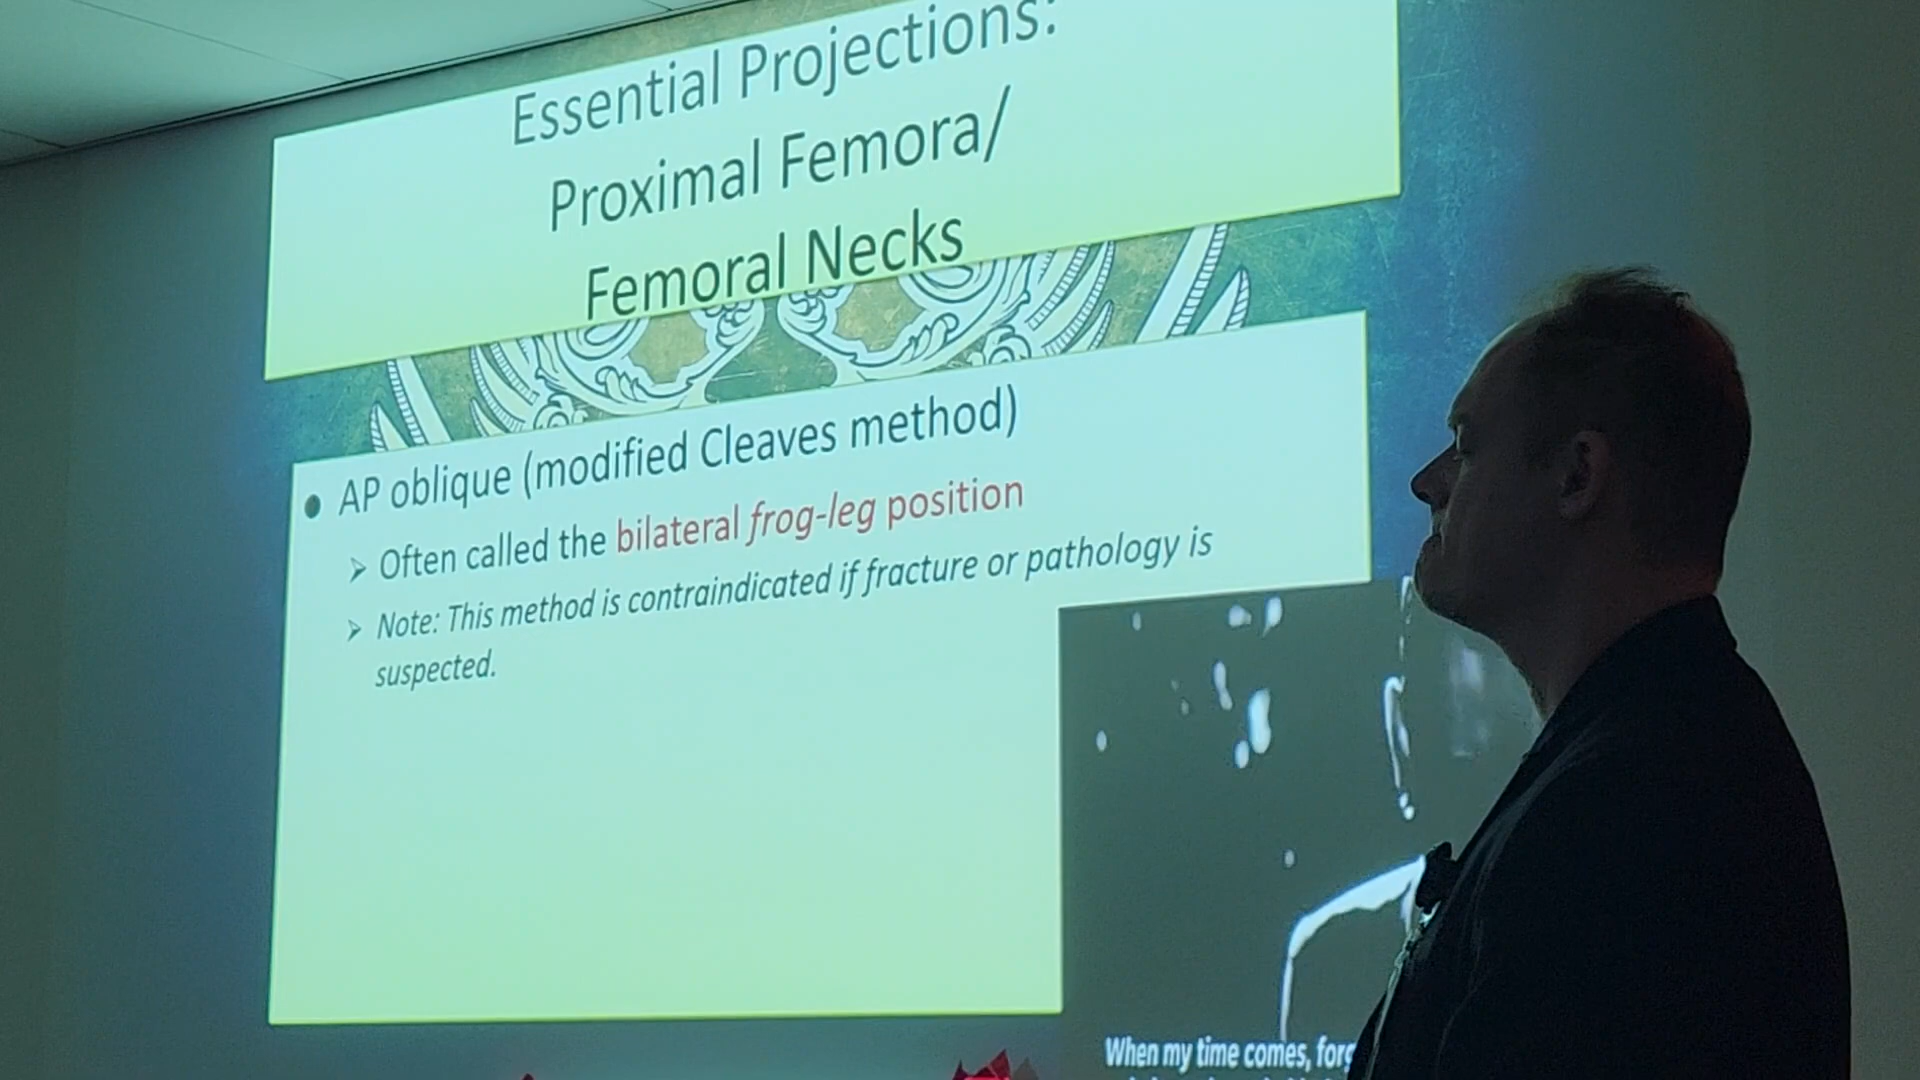 Essential Projections:
Proximal Femora/
Femoral Necks
AP oblique (modified Cleaves method)
Often called the bilateral frog-leg position
Note: This method is contraindicated if fracture or pathology is
suspected.
When my time comes,